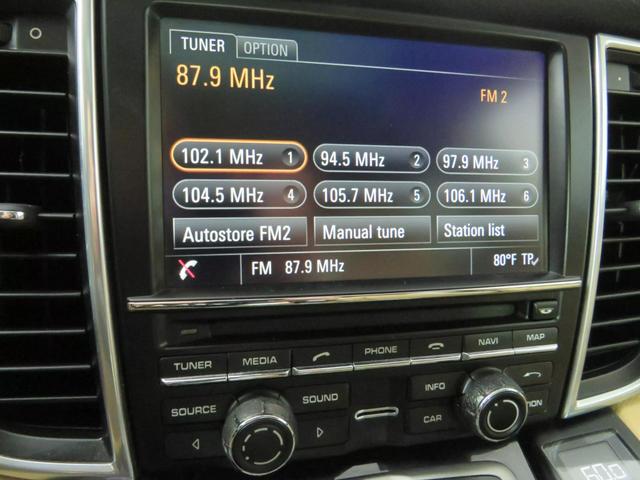 TUNER OPTION
87.9 MHz
FM 2
102.1 MHz 1 94.5 MHz 2 97.9 MHz 3
104.5 MHz 4 105.7 MHz 5 106.1 MHz 6
Autostore FM2 Manual tune Station list
FM 87.9 MHz 80°F TP
TUNER MEDIA PHONE NAVI MAP
SOURCE SOUND INFO
CAR
60.0